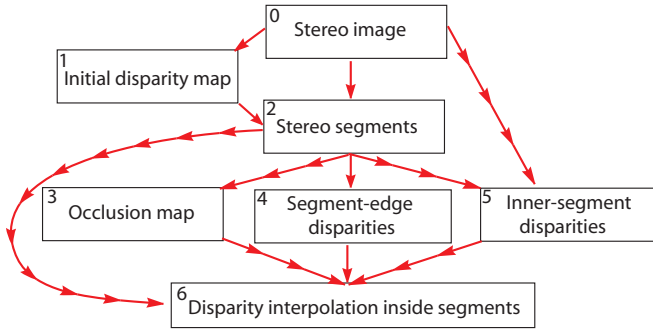 0
Stereo image
1
Initial disparity map
2
Stereo segments
3
Occlusion map
4
Segment-edge
disparities
5
Inner-segment
disparities
6
Disparity interpolation inside segments